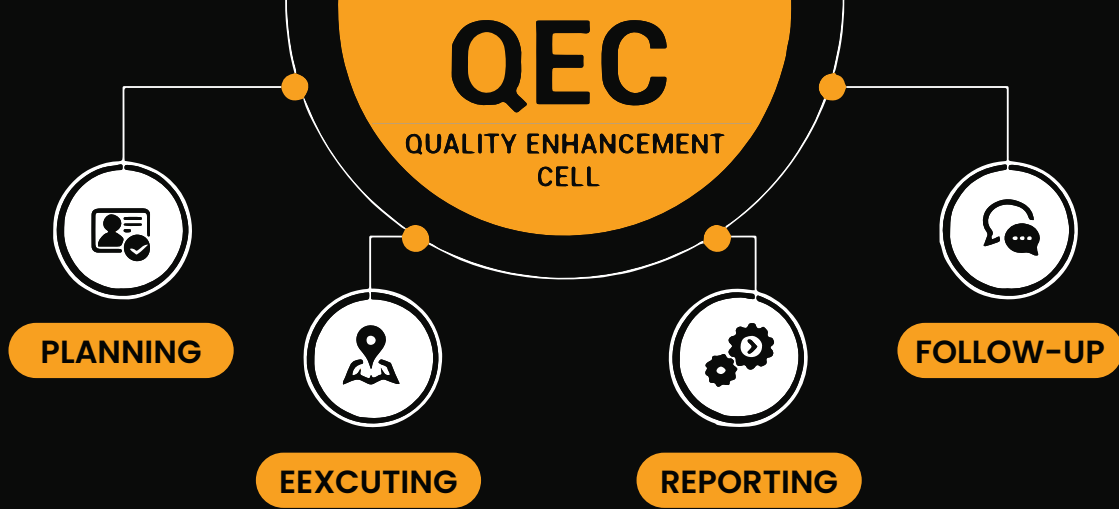 QEC
QUALITY ENHANCEMENT
CELL
PLANNING
EEXCUTING
REPORTING
FOLLOW-UP